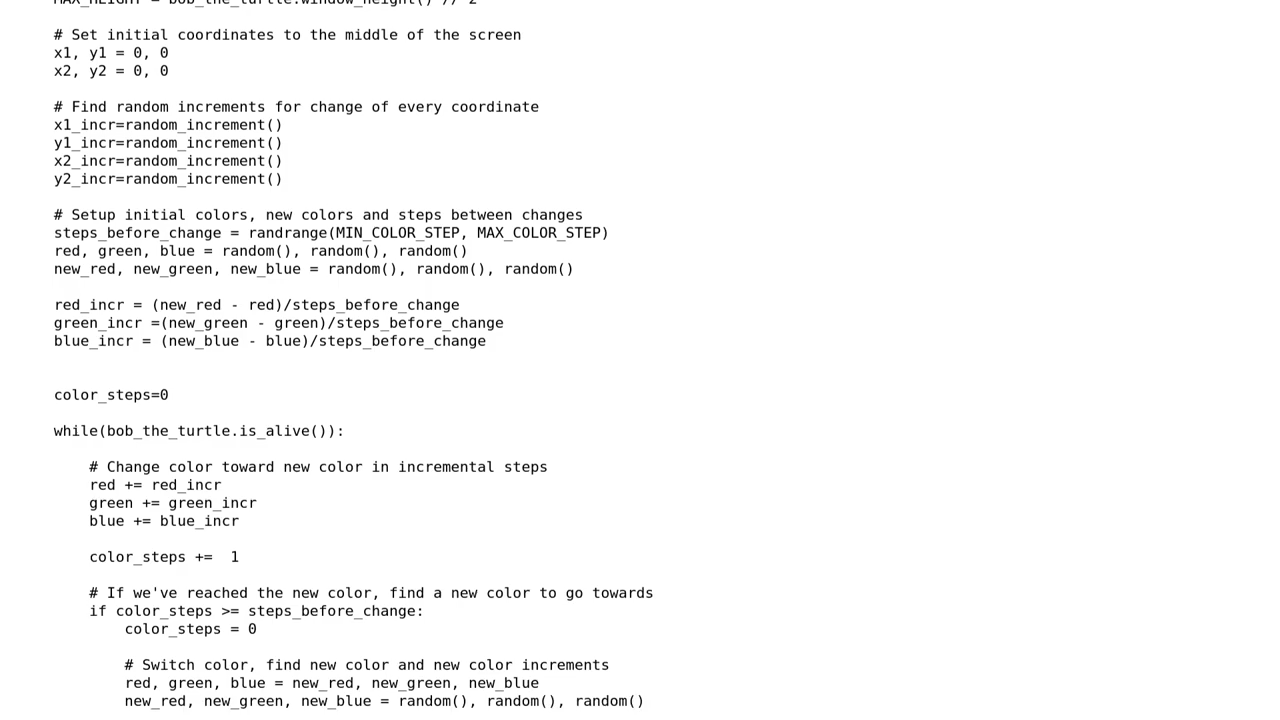 MAX_HEIGHT = bob_the_turtle.window_height() // 2
# Set initial coordinates to the middle of the screen
x1, y1 = 0, 0
x2, y2 = 0, 0
# Find random increments for change of every coordinate
x1_incr=random_increment()
y1_incr=random_increment()
x2_incr=random_increment()
y2_incr=random_increment()
# Setup initial colors, new colors and steps between changes
steps_before_change = randrange(MIN_COLOR_STEP, MAX_COLOR_STEP)
red, green, blue = random(), random(), random()
new_red, new_green, new_blue = random(), random(), random()
red_incr = (new_red - red)/steps_before_change
green_incr =(new_green - green)/steps_before_change
blue_incr = (new_blue - blue)/steps_before_change
color_steps=0
while(bob_the_turtle.is_alive()):
    # Change color toward new color in incremental steps
    red += red_incr
    green += green_incr
    blue += blue_incr
    color_steps +=  1
    # If we've reached the new color, find a new color to go towards
    if color_steps >= steps_before_change:
        color_steps = 0
        # Switch color, find new color and new color increments
        red, green, blue = new_red, new_green, new_blue
        new_red, new_green, new_blue = random(), random(), random()